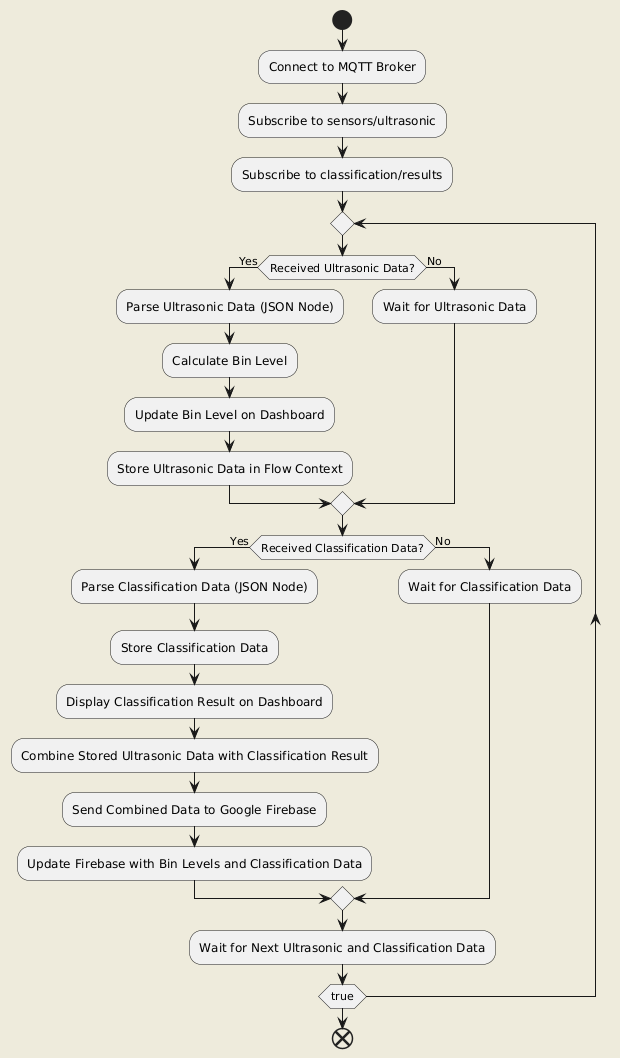 Connect to MQTT Broker
Subscribe to sensors/ultrasonic
Subscribe to classification/results
Received Ultrasonic Data?
Yes
No
Parse Ultrasonic Data (JSON Node)
Wait for Ultrasonic Data
Calculate Bin Level
Update Bin Level on Dashboard
Store Ultrasonic Data in Flow Context
Received Classification Data?
Yes
No
Parse Classification Data (JSON Node)
Wait for Classification Data
Store Classification Data
Display Classification Result on Dashboard
Combine Stored Ultrasonic Data with Classification Result
Send Combined Data to Google Firebase
Update Firebase with Bin Levels and Classification Data
Wait for Next Ultrasonic and Classification Data
true